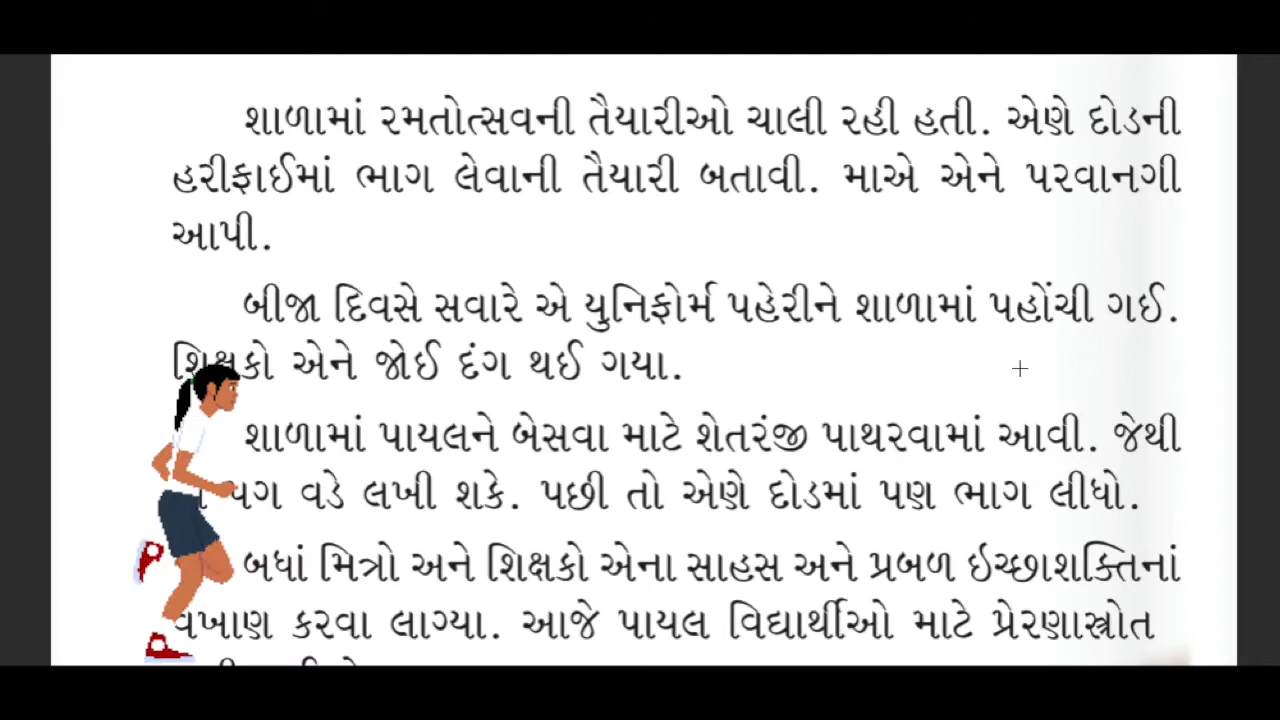 શાળામાં રમતોત્સવની તૈયારીઓ ચાલી રહી હતી. એણે દોડની
હરીફાઈમાં ભાગ લેવાની તૈયારી બતાવી. માએ એને પરવાનગી
આપી.
બીજા દિવસે સવારે એ યુનિફોર્મ પહેરીને શાળામાં પહોંચી ગઈ.
શિક્ષકો એને જોઈ દંગ થઈ ગયા.
શાળામાં પાયલને બેસવા માટે શેતરંજી પાથરવામાં આવી. જેથી
પગ વડે લખી શકે. પછી તો એણે દોડમાં પણ ભાગ લીધો.
બધાં મિત્રો અને શિક્ષકો એના સાહસ અને પ્રબળ ઇચ્છાશક્તિનાં
વખાણ કરવા લાગ્યા. આજે પાયલ વિદ્યાર્થીઓ માટે પ્રેરણાસ્ત્રોત